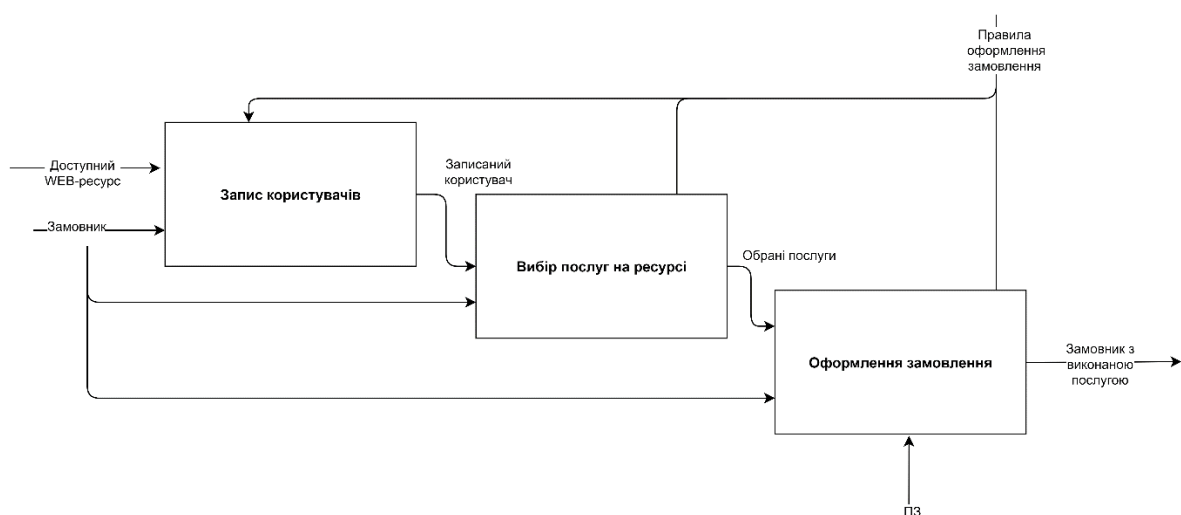 Правила
оформлення
замовлення
Доступний
WEB-ресурс
Замовник
Запис користувачів
Записаний
користувач
Вибір послуг на ресурсі
Обрані послуги
Оформлення замовлення
Замовник з
виконаною
послугою
ПЗ